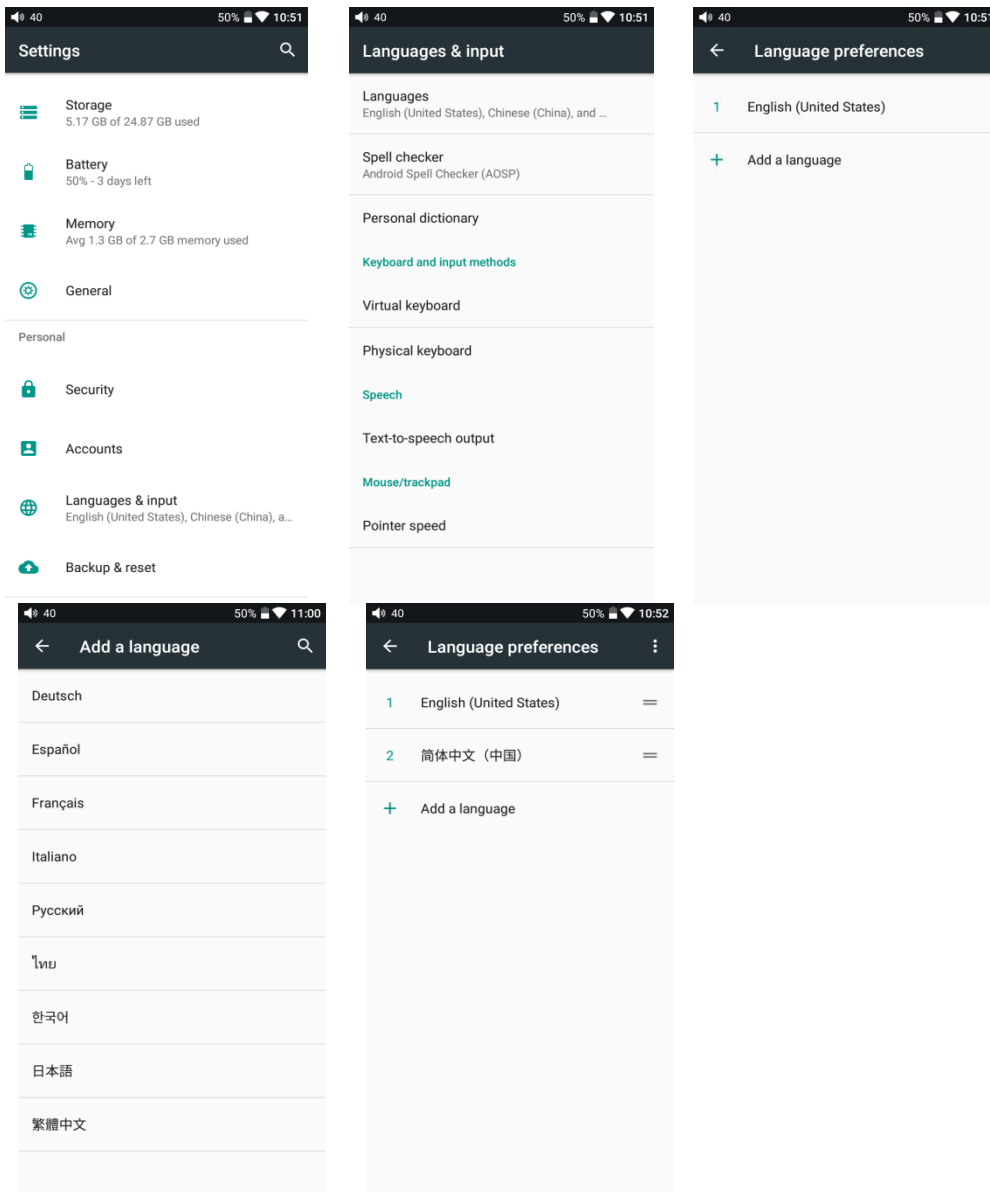 40 50% 10:51
Settings
Storage
5.17 GB of 24.87 GB used
Battery
50% - 3 days left
Memory
Avg 1.3 GB of 2.7 GB memory used
General
Personal
Security
Accounts
Languages & input
English (United States), Chinese (China), a...
Backup & reset
40 50% 10:51
Languages & input
Languages
English (United States), Chinese (China), and ...
Spell checker
Android Spell Checker (AOSP)
Personal dictionary
Keyboard and input methods
Virtual keyboard
Physical keyboard
Speech
Text-to-speech output
Mouse/trackpad
Pointer speed
40 50% 10:51
Language preferences
1 English (United States)
+ Add a language
40 50% 11:00
Add a language
Deutsch
Español
Français
Italiano
Русский
ไทย
한국어
日本語
繁體中文
40 50% 10:52
Language preferences
1 English (United States)
2 简体中文（中国）
+ Add a language